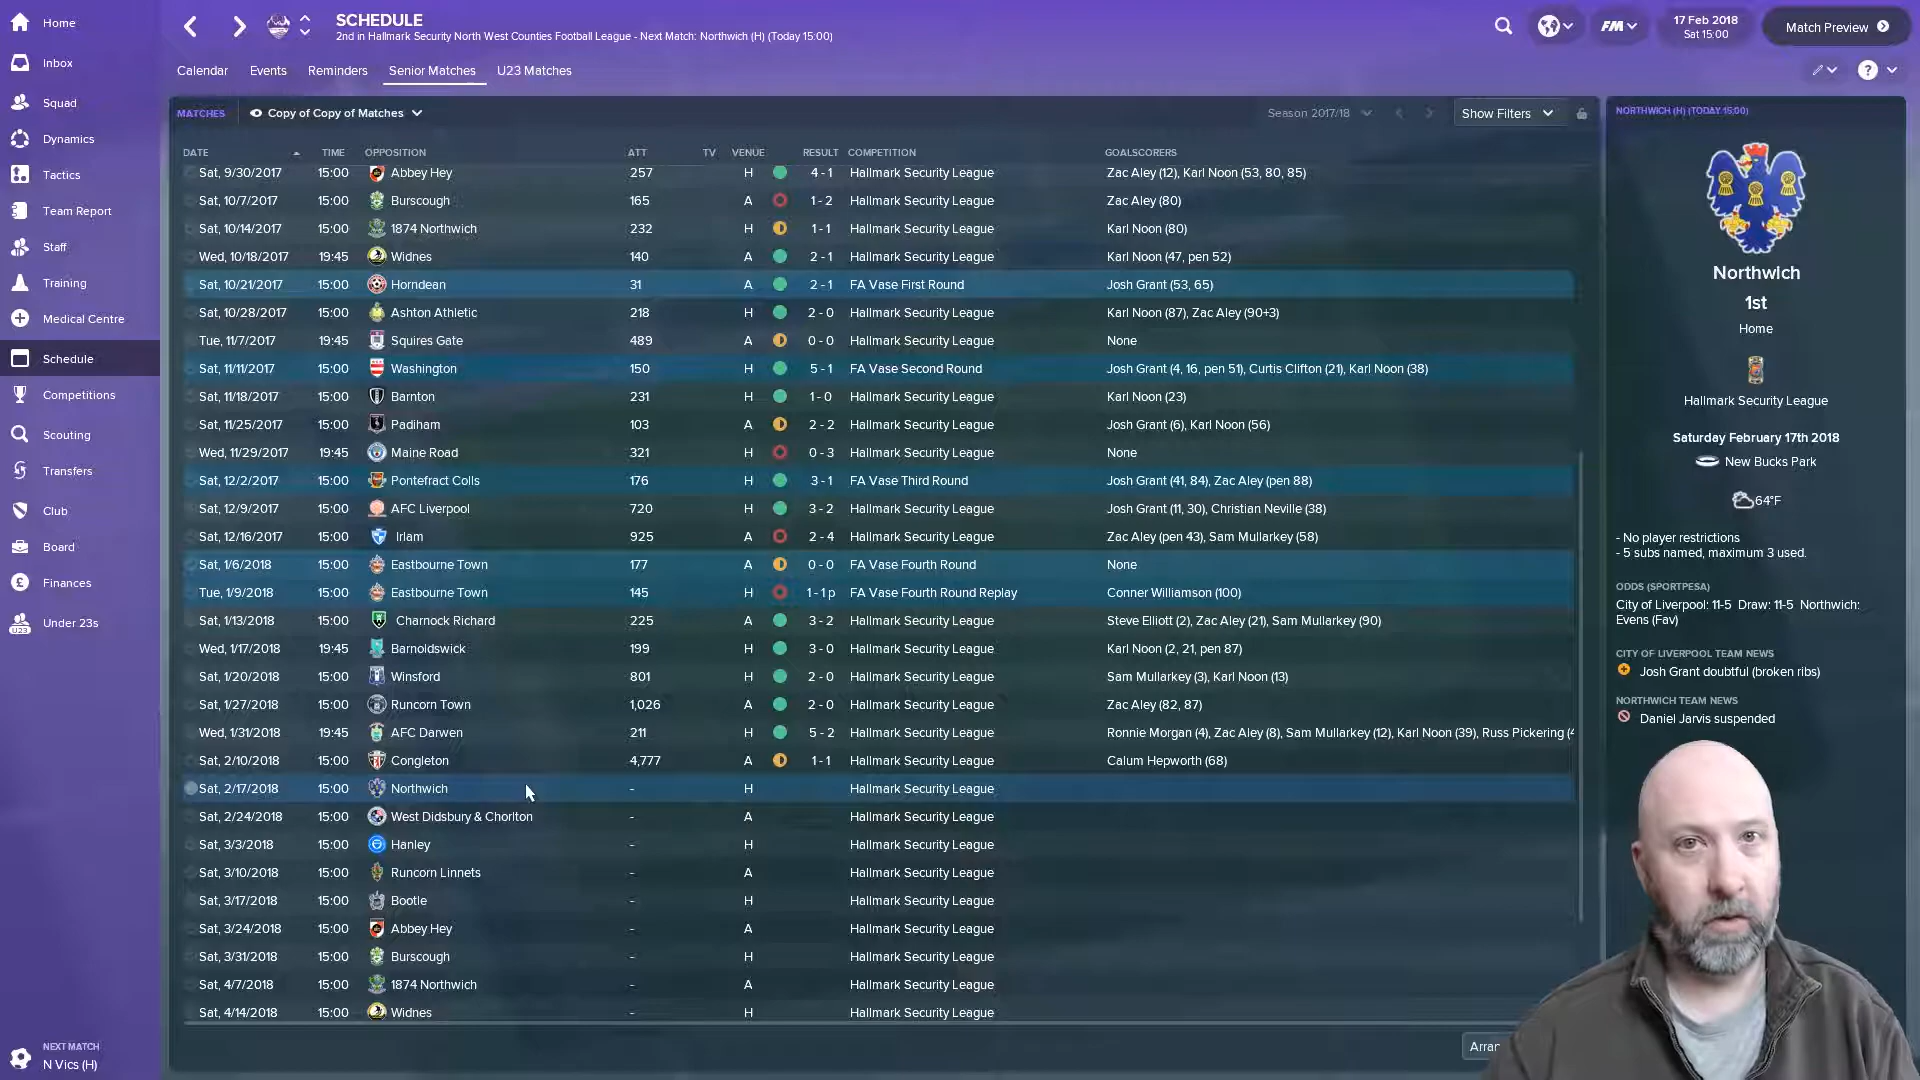 Home
Inbox
Squad
Dynamics
Tactics
Team Report
Staff
Training
Medical Centre
Schedule
Competitions
Scouting
Transfers
Club
Board
Finances
Under 23s
NEXT MATCH
N Vics (H)
SCHEDULE
2nd in Hallmark Security North West Counties Football League - Next Match: Northwich (H) (Today 15:00)
FM
17 Feb 2018
Sat 15:00
Match Preview
Calendar Events Reminders Senior Matches U23 Matches
MATCHES Copy of Copy of Matches Season 2017/18 Show Filters
DATE TIME OPPOSITION ATT TV VENUE RESULT COMPETITION GOALSCORERS
Sat, 9/30/2017 15:00 Abbey Hey 257 H 4 - 1 Hallmark Security League Zac Aley (12), Karl Noon (53, 80, 85)
Sat, 10/7/2017 15:00 Burscough 165 A 1 - 2 Hallmark Security League Zac Aley (80)
Sat, 10/14/2017 15:00 1874 Northwich 232 H 1 - 1 Hallmark Security League Karl Noon (80)
Wed, 10/18/2017 19:45 Widnes 140 A 2 - 1 Hallmark Security League Karl Noon (47, pen 52)
Sat, 10/21/2017 15:00 Horndean 31 A 2 - 1 FA Vase First Round Josh Grant (53, 65)
Sat, 10/28/2017 15:00 Ashton Athletic 218 H 2 - 0 Hallmark Security League Karl Noon (87), Zac Aley (90+3)
Tue, 11/7/2017 19:45 Squires Gate 489 A 0 - 0 Hallmark Security League None
Sat, 11/11/2017 15:00 Washington 150 H 5 - 1 FA Vase Second Round Josh Grant (4, 16, pen 51), Curtis Clifton (21), Karl Noon (38)
Sat, 11/18/2017 15:00 Barnton 231 H 1 - 0 Hallmark Security League Karl Noon (23)
Sat, 11/25/2017 15:00 Padiham 103 A 2 - 2 Hallmark Security League Josh Grant (6), Karl Noon (56)
Wed, 11/29/2017 19:45 Maine Road 321 H 0 - 3 Hallmark Security League None
Sat, 12/2/2017 15:00 Pontefract Colls 176 H 3 - 1 FA Vase Third Round Josh Grant (41, 84), Zac Aley (pen 88)
Sat, 12/9/2017 15:00 AFC Liverpool 720 H 3 - 2 Hallmark Security League Josh Grant (11, 30), Christian Neville (38)
Sat, 12/16/2017 15:00 Irlam 925 A 2 - 4 Hallmark Security League Zac Aley (pen 43), Sam Mullarkey (58)
Sat, 1/6/2018 15:00 Eastbourne Town 177 A 0 - 0 FA Vase Fourth Round None
Tue, 1/9/2018 15:00 Eastbourne Town 145 H 1 - 1 p FA Vase Fourth Round Replay Conner Williamson (100)
Sat, 1/13/2018 15:00 Charnock Richard 225 A 3 - 2 Hallmark Security League Steve Elliott (2), Zac Aley (21), Sam Mullarkey (90)
Wed, 1/17/2018 19:45 Barnoldswick 199 H 3 - 0 Hallmark Security League Karl Noon (2, 21, pen 87)
Sat, 1/20/2018 15:00 Winsford 801 H 2 - 0 Hallmark Security League Sam Mullarkey (3), Karl Noon (13)
Sat, 1/27/2018 15:00 Runcorn Town 1,026 A 2 - 0 Hallmark Security League Zac Aley (82, 87)
Wed, 1/31/2018 19:45 AFC Darwen 211 H 5 - 2 Hallmark Security League Ronnie Morgan (4), Zac Aley (8), Sam Mullarkey (12), Karl Noon (39), Russ Pickering (4
Sat, 2/10/2018 15:00 Congleton 4,777 A 1 - 1 Hallmark Security League Calum Hepworth (68)
Sat, 2/17/2018 15:00 Northwich - H Hallmark Security League
Sat, 2/24/2018 15:00 West Didsbury & Chorlton - A Hallmark Security League
Sat, 3/3/2018 15:00 Hanley - H Hallmark Security League
Sat, 3/10/2018 15:00 Runcorn Linnets - A Hallmark Security League
Sat, 3/17/2018 15:00 Bootle - H Hallmark Security League
Sat, 3/24/2018 15:00 Abbey Hey - A Hallmark Security League
Sat, 3/31/2018 15:00 Burscough - H Hallmark Security League
Sat, 4/7/2018 15:00 1874 Northwich - A Hallmark Security League
Sat, 4/14/2018 15:00 Widnes - H Hallmark Security League
Arran
NORTHWICH (H) (TODAY 15:00)
Northwich
1st
Home
Hallmark Security League
Saturday February 17th 2018
New Bucks Park
64°F
- No player restrictions
- 5 subs named, maximum 3 used.
ODDS (SPORTPESA)
City of Liverpool: 11-5 Draw: 11-5 Northwich:
Evens (Fav)
CITY OF LIVERPOOL TEAM NEWS
Josh Grant doubtful (broken ribs)
NORTHWICH TEAM NEWS
Daniel Jarvis suspended